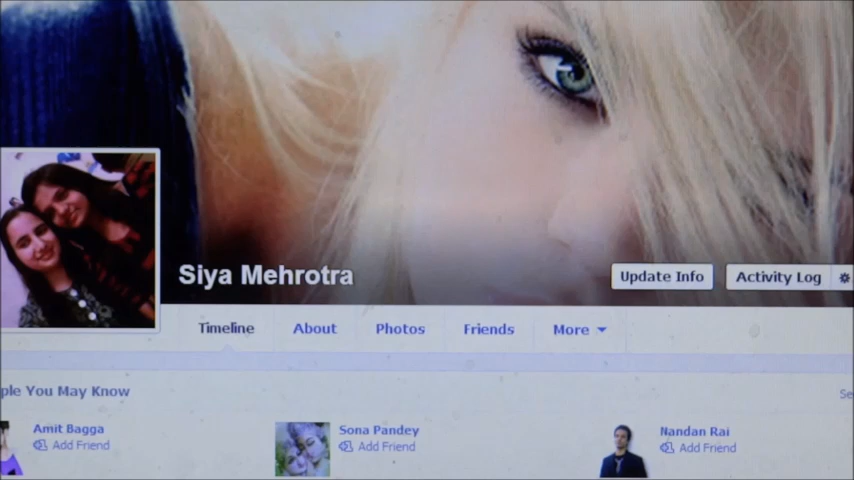 Siya Mehrotra
Update Info
Activity Log
Timeline
About
Photos
Friends
More
ple You May Know
Se
Amit Bagga
Add Friend
Sona Pandey
Add Friend
Nandan Rai
Add Friend